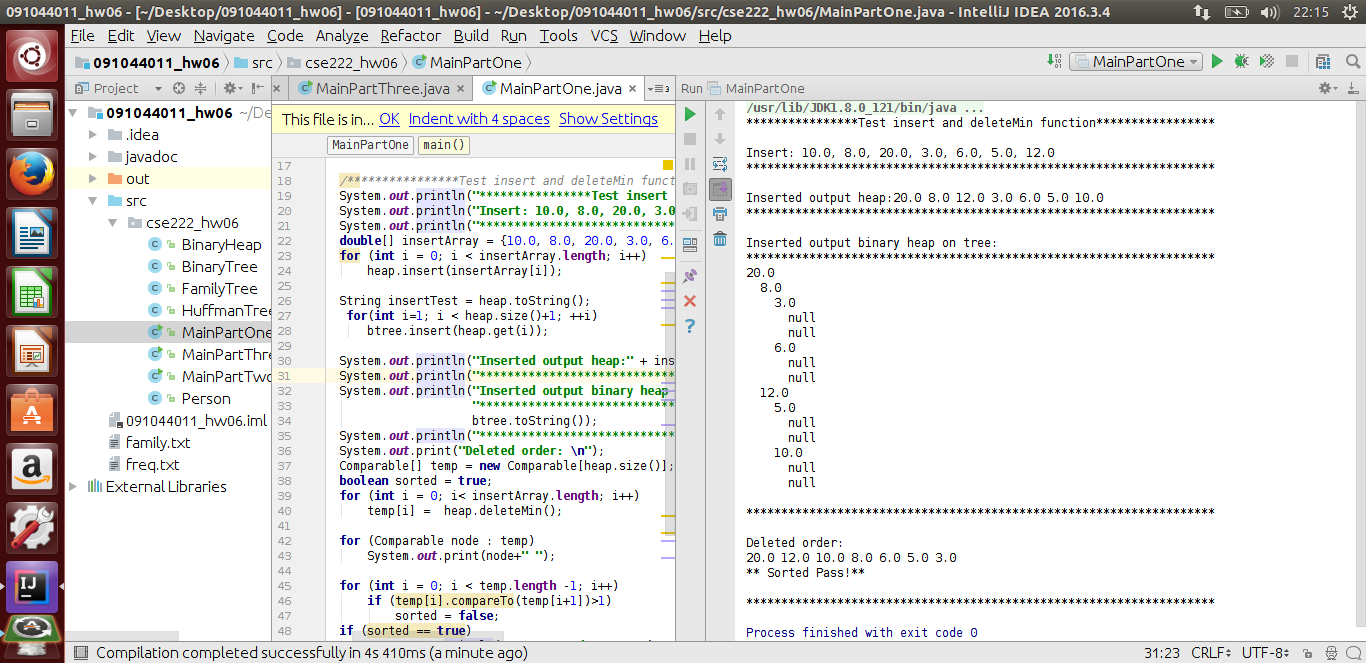 091044011_hw06 - [~/Desktop/091044011_hw06] - [091044011_hw06] - ~/Desktop/091044011_hw06/src/cse222_hw06/MainPartOne.java - IntelliJ IDEA 2016.3.4
22:15
File Edit View Navigate Code Analyze Refactor Build Run Tools VCS Window Help
091044011_hw06 src cse222_hw06 MainPartOne
MainPartOne
Project
MainPartThree.java
MainPartOne.java
Run MainPartOne
091044011_hw06 ~/De
.idea
javadoc
out
src
cse222_hw06
BinaryHeap
BinaryTree
FamilyTree
HuffmanTree
MainPartOne
MainPartThre
MainPartTwo
Person
091044011_hw06.iml
family.txt
freq.txt
External Libraries
This file is in... OK Indent with 4 spaces Show Settings
MainPartOne main()
17
18 /****************Test insert and deleteMin funct
19 System.out.println("****************Test insert
20 System.out.println("Insert: 10.0, 8.0, 20.0, 3.0
21 System.out.println("****************************
22 double[] insertArray = {10.0, 8.0, 20.0, 3.0, 6.
23 for (int i = 0; i < insertArray.length; i++)
24 heap.insert(insertArray[i]);
25
26 String insertTest = heap.toString();
27 for(int i=1; i < heap.size()+1; ++i)
28 btree.insert(heap.get(i));
29
30 System.out.println("Inserted output heap:" + ins
31 System.out.println("****************************
32 System.out.println("Inserted output binary heap
33 "****************************
34 btree.toString());
35 System.out.println("****************************
36 System.out.print("Deleted order: \n");
37 Comparable[] temp = new Comparable[heap.size()];
38 boolean sorted = true;
39 for (int i = 0; i< insertArray.length; i++)
40 temp[i] = heap.deleteMin();
41
42 for (Comparable node : temp)
43 System.out.print(node+" ");
44
45 for (int i = 0; i < temp.length -1; i++)
46 if (temp[i].compareTo(temp[i+1])>1)
47 sorted = false;
48 if (sorted == true)
/usr/lib/JDK1.8.0_121/bin/java ...
****************Test insert and deleteMin function*****************
Insert: 10.0, 8.0, 20.0, 3.0, 6.0, 5.0, 12.0
*******************************************************************
Inserted output heap:20.0 8.0 12.0 3.0 6.0 5.0 10.0
*******************************************************************
Inserted output binary heap on tree:
*******************************************************************
20.0
8.0
3.0
null
null
6.0
null
null
12.0
5.0
null
null
10.0
null
null
*******************************************************************
Deleted order:
20.0 12.0 10.0 8.0 6.0 5.0 3.0
** Sorted Pass!**
*******************************************************************
Process finished with exit code 0
Compilation completed successfully in 4s 410ms (a minute ago)
31:23 CRLF UTF-8